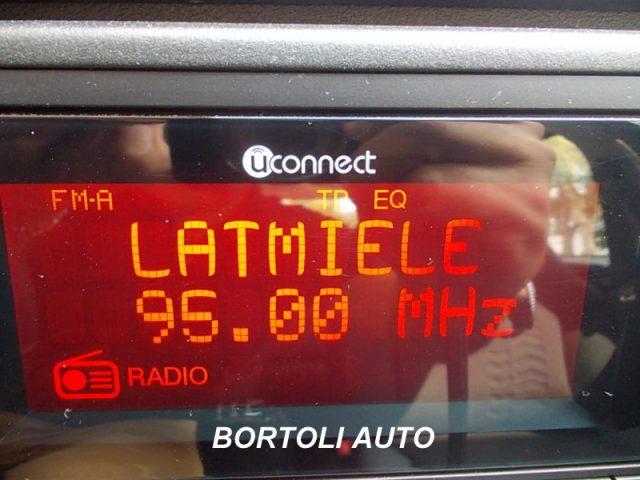 uconnect
FM-A TP EQ
LATMIELE
95.00 MHz
RADIO
BORTOLI AUTO